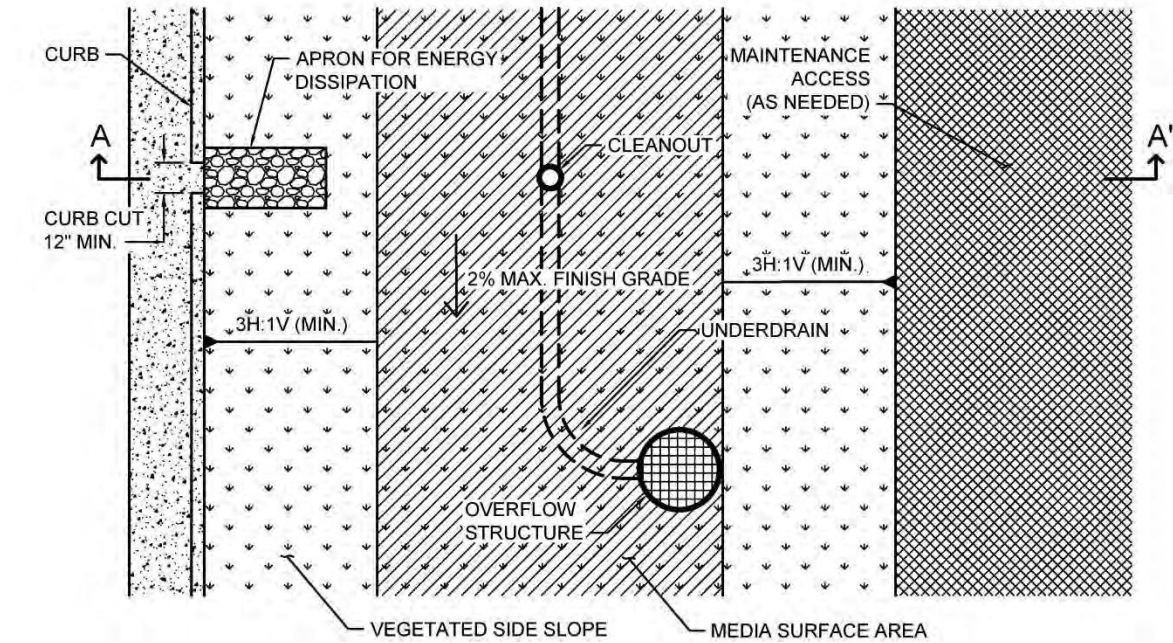 CURB
APRON FOR ENERGY
DISSIPATION
MAINTENANCE
ACCESS
(AS NEEDED)
A
A'
CLEANOUT
CURB CUT
12" MIN.
2% MAX. FINISH GRADE
3H:1V (MIN.)
3H:1V (MIN.)
UNDERDRAIN
OVERFLOW
STRUCTURE
VEGETATED SIDE SLOPE
MEDIA SURFACE AREA